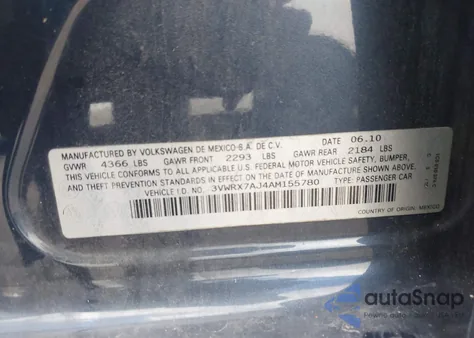 MANUFACTURED BY VOLKSWAGEN DE MEXICO S.A. DE C.V. 06.10
GVWR 4366 LBS GAWR FRONT 2293 LBS GAWR REAR 2184 LBS
THIS VEHICLE CONFORMS TO ALL APPLICABLE U.S. FEDERAL MOTOR VEHICLE SAFETY, BUMPER,
AND THEFT PREVENTION STANDARDS IN EFFECT ON THE DATE OF MANUFACTURE SHOWN ABOVE.
VEHICLE I.D. NO. 3VWRX7AJ4AM155780 TYPE: PASSENGER CAR
COUNTRY OF ORIGIN: MEXICO
autoSnap